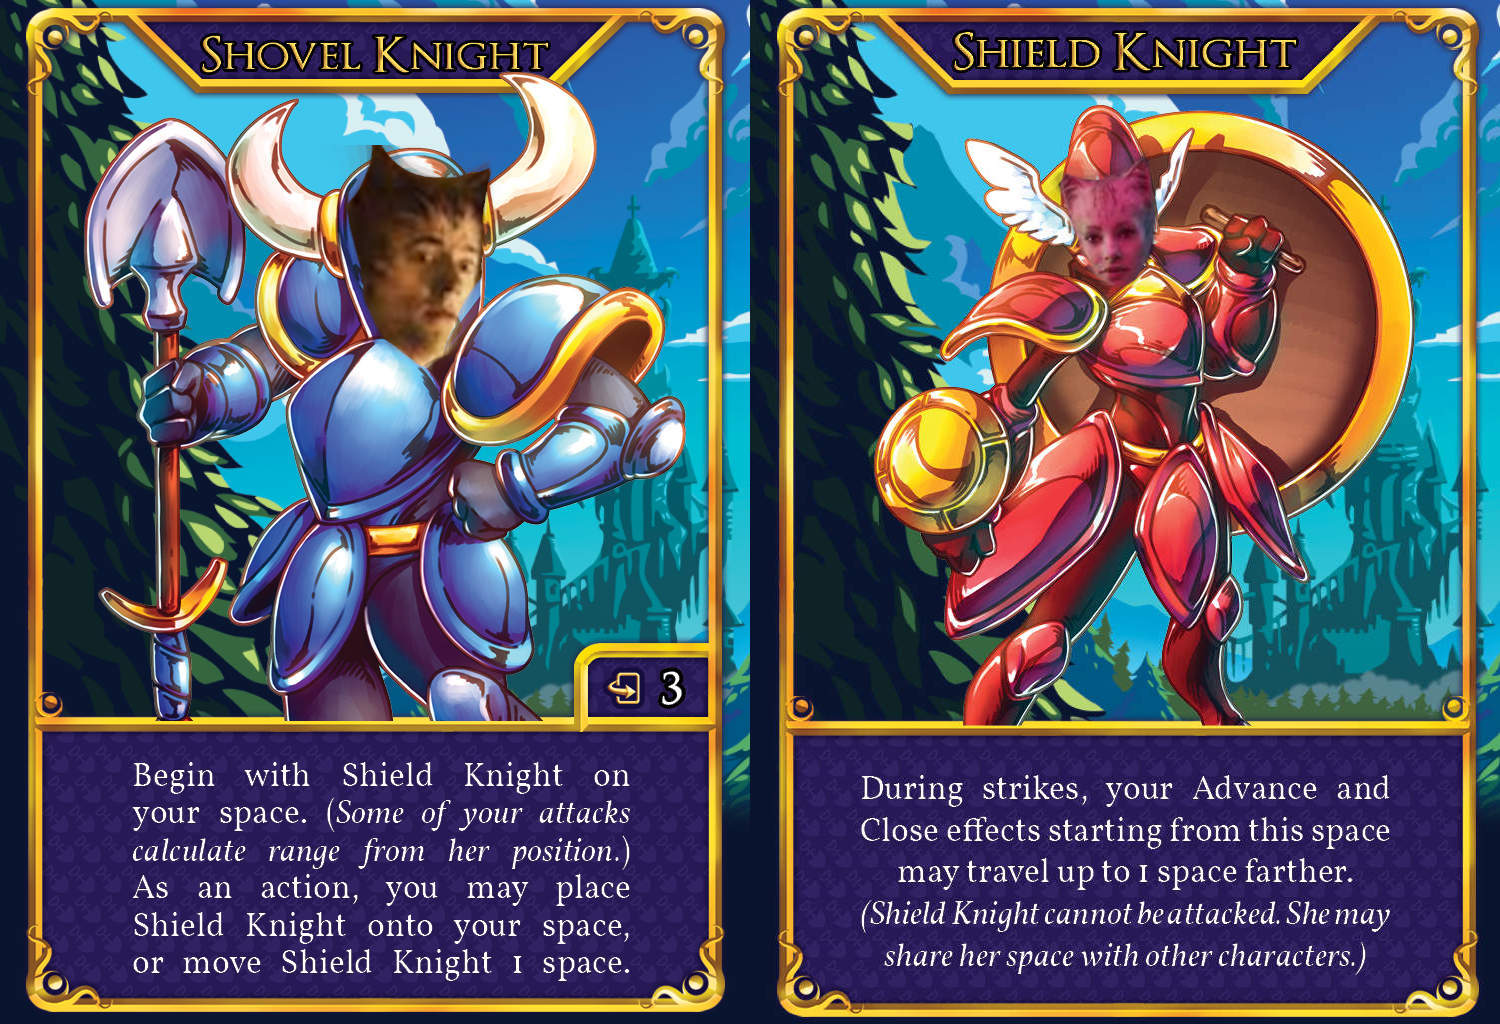 SHOVEL KNIGHT
3
Begin with Shield Knight on
your space. (Some of your attacks
calculate range from her position.)
As an action, you may place
Shield Knight onto your space,
or move Shield Knight 1 space.
SHIELD KNIGHT
During strikes, your Advance and
Close effects starting from this space
may travel up to 1 space farther.
(Shield Knight cannot be attacked. She may
share her space with other characters.)